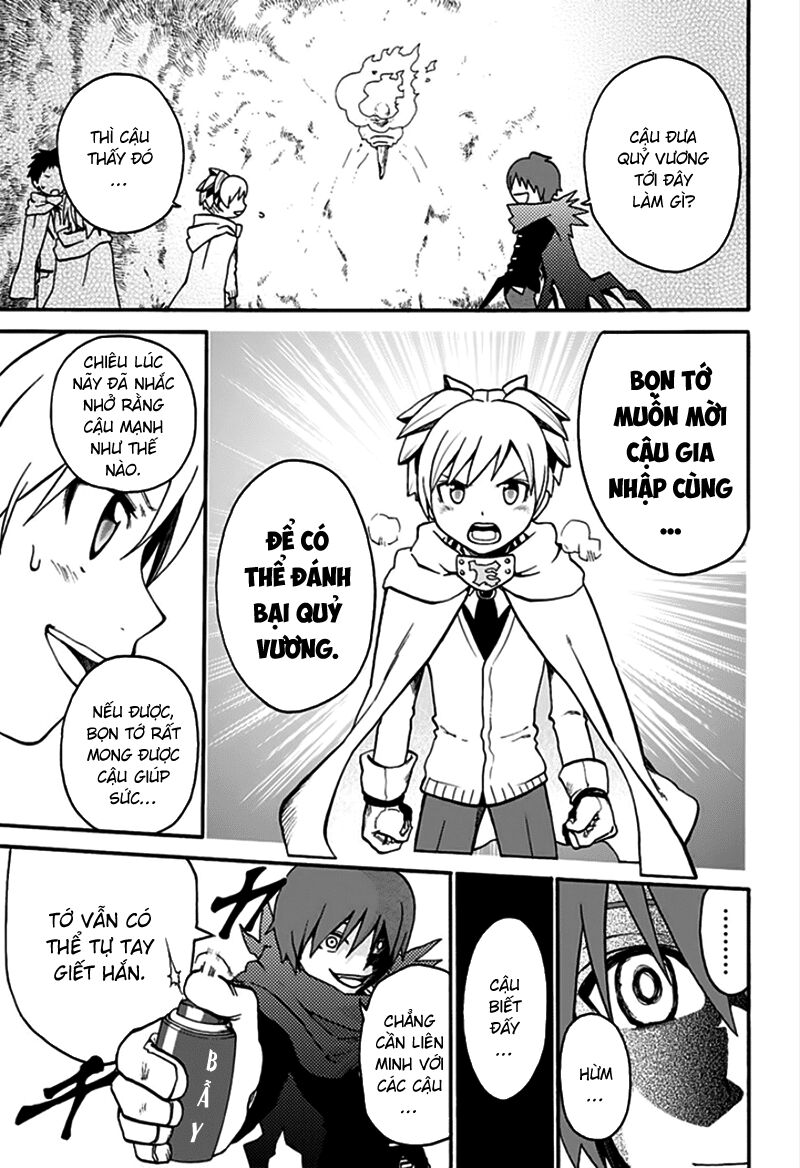 CẬU ĐƯA
QUỶ VƯƠNG
TỚI ĐÂY
LÀM GÌ?
THÌ CẬU
THẤY ĐÓ
...
BỌN TỚ
MUỐN MỜI
CẬU GIA
NHẬP CÙNG
...
ĐỂ CÓ
THỂ ĐÁNH
BẠI QUỶ
VƯƠNG.
CHIÊU LÚC
NÃY ĐÃ NHẮC
NHỞ RẰNG
CẬU MẠNH
NHƯ THẾ
NÀO.
NẾU ĐƯỢC,
BỌN TỚ RẤT
MONG ĐƯỢC
CẬU GIÚP
SỨC...
.........
HỪM
...
CẬU
BIẾT
ĐẤY
...
CHẲNG
CẦN LIÊN
MINH VỚI
CÁC CẬU
...
TỚ VẪN CÓ
THỂ TỰ TAY
GIẾT HẮN.
BẪY